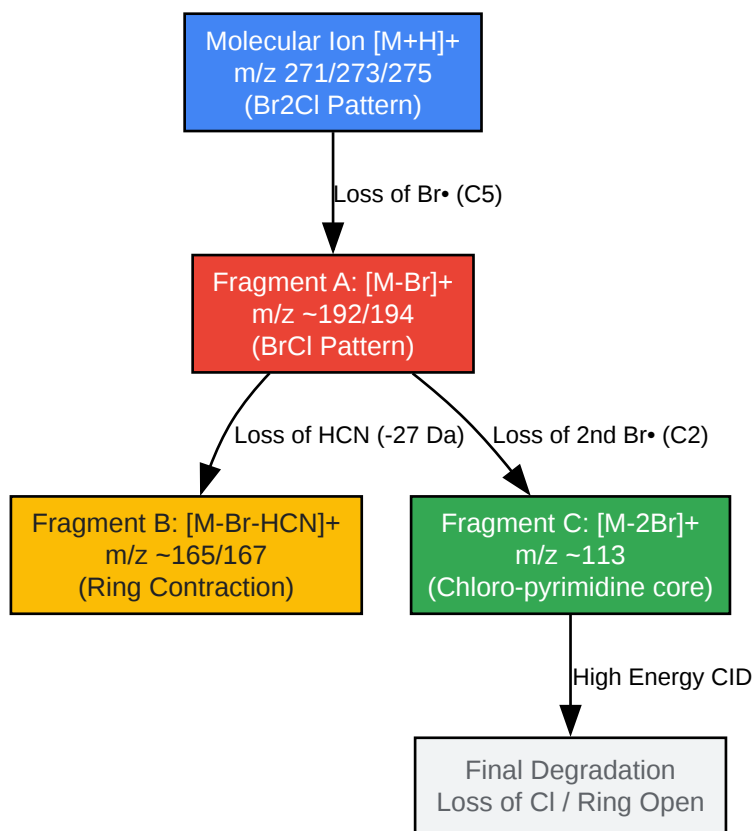 Molecular Ion [M+H]+
m/z 271/273/275
(Br2Cl Pattern)
Loss of Br• (C5)
Fragment A: [M-Br]+
m/z ~192/194
(BrCl Pattern)
Loss of HCN (-27 Da)
Loss of 2nd Br• (C2)
Fragment B: [M-Br-HCN]+
m/z ~165/167
(Ring Contraction)
Fragment C: [M-2Br]+
m/z ~113
(Chloro-pyrimidine core)
High Energy CID
Final Degradation
Loss of Cl / Ring Open